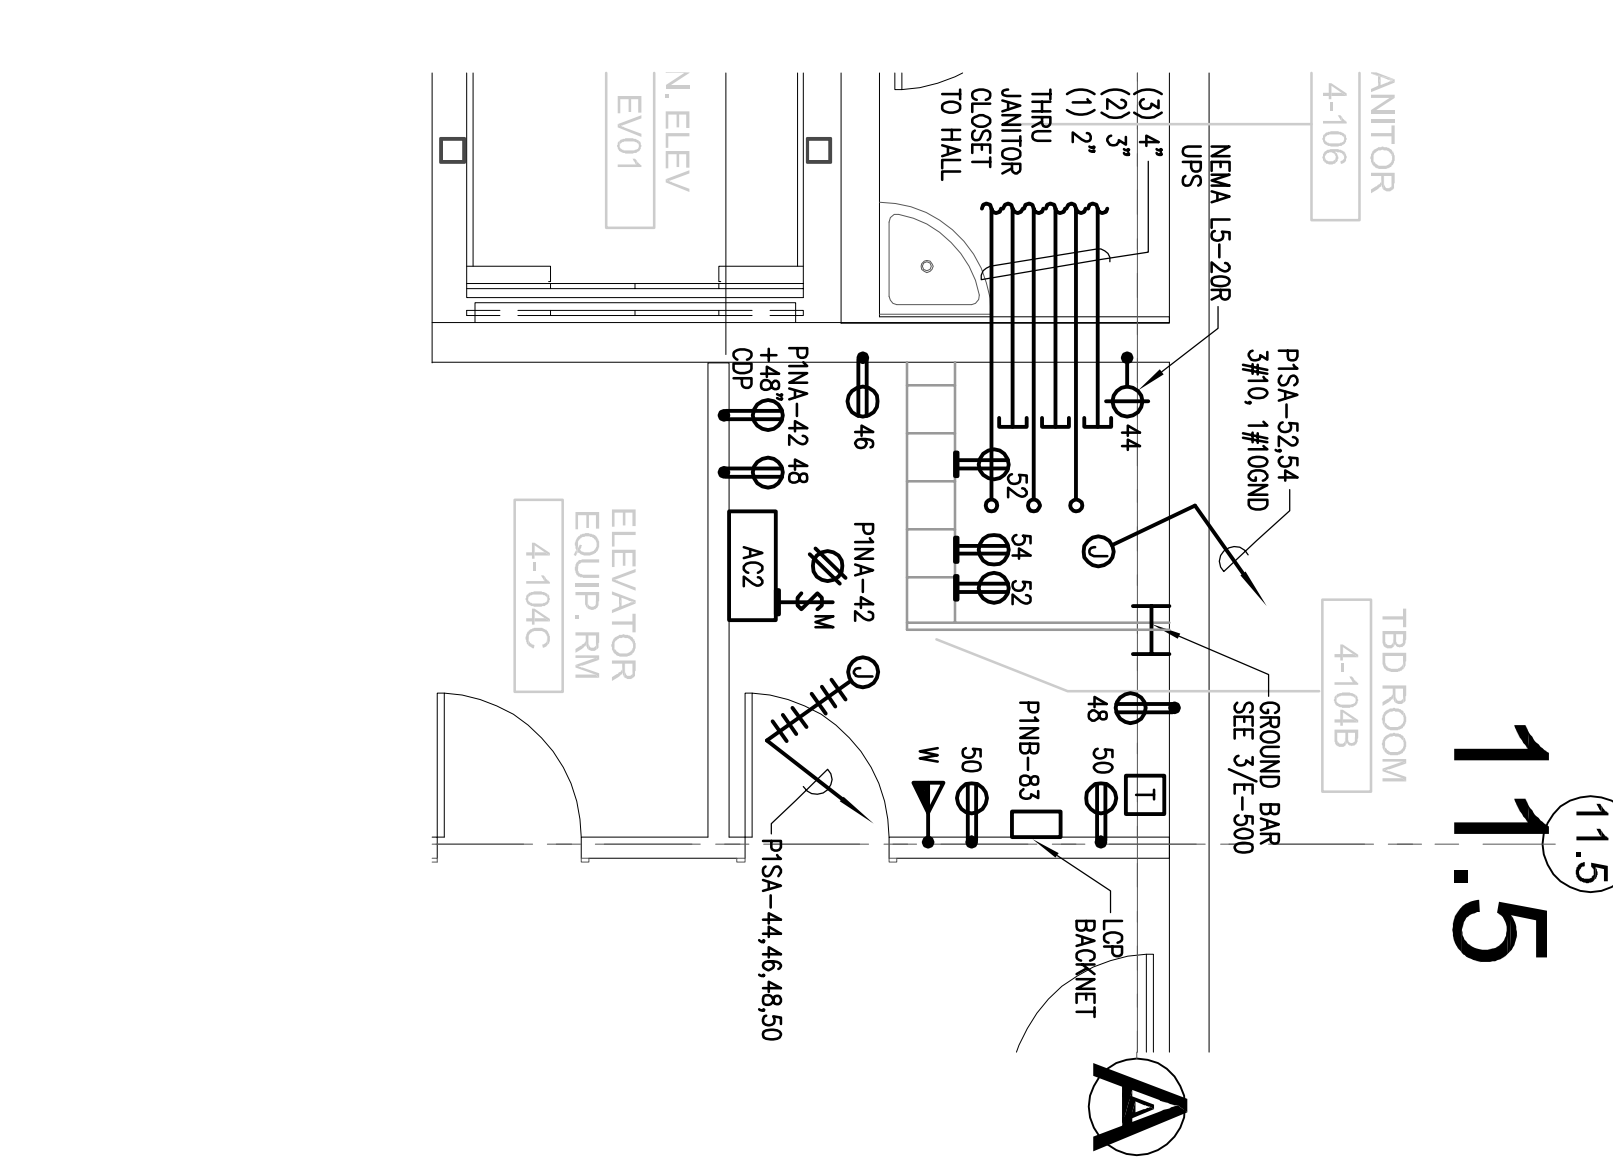 ANITOR
4-106
N. ELEV
EV01
(3) 4"
(2) 3"
(1) 2"
THRU
JANITOR
CLOSET
TO HALL
NEMA L5-20R
UPS
P1SA-52,54
3#10, 1#10GND
P1NA-42
+48"
CDP
48
46
44
52
54
52
J
ELEVATOR
EQUIP. RM
4-104C
AC2
P1NA-42
M
J
TBD ROOM
4-104B
GROUND BAR
SEE 3/E-500
48
P1NB-83
50
T
50
W
P1SA-44,46,48,50
LCP
BACKNET
11.5
11.5
A
A